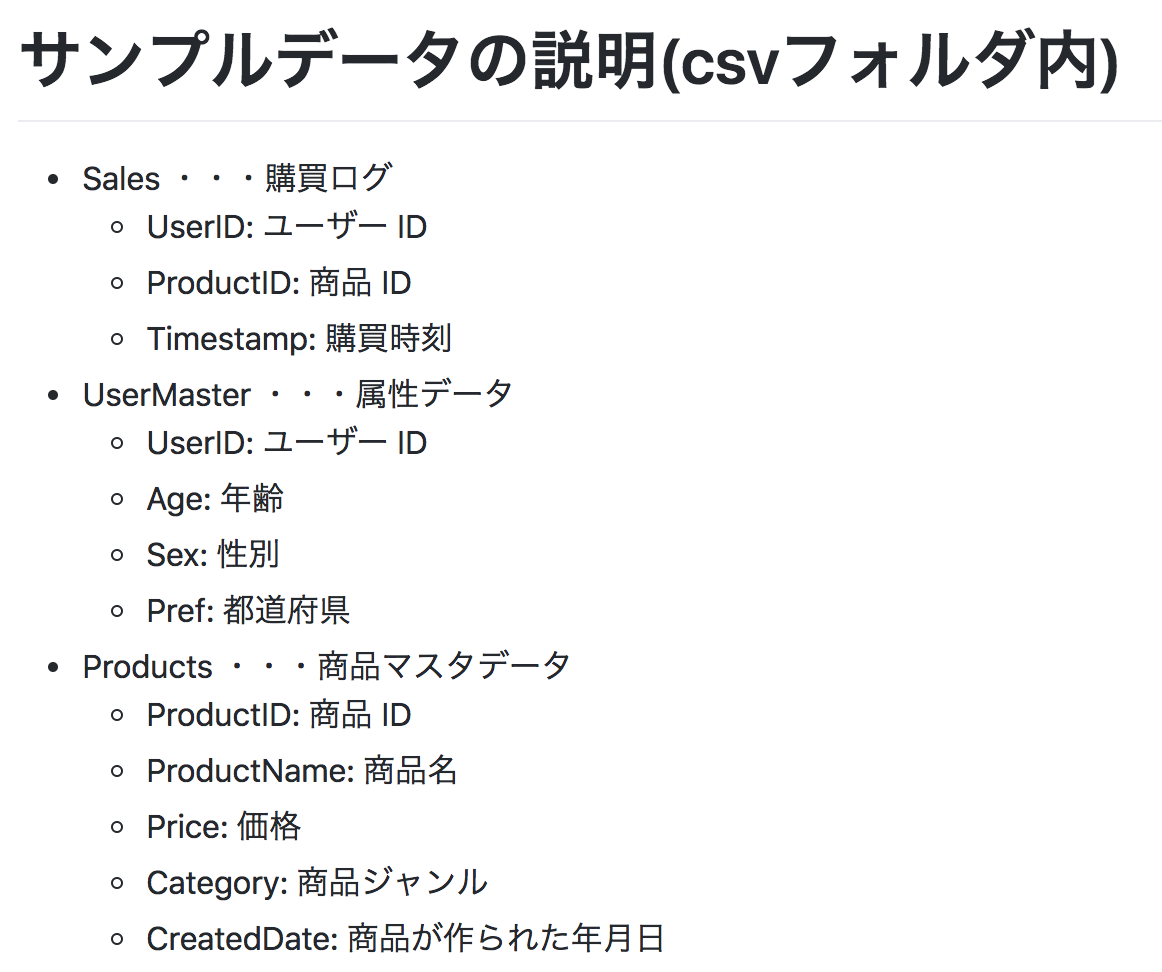 サンプルデータの説明(csvフォルダ内)
Sales ・・・購買ログ
UserID: ユーザー ID
ProductID: 商品 ID
Timestamp: 購買時刻
UserMaster ・・・属性データ
UserID: ユーザー ID
Age: 年齢
Sex: 性別
Pref: 都道府県
Products ・・・商品マスタデータ
ProductID: 商品 ID
ProductName: 商品名
Price: 価格
Category: 商品ジャンル
CreatedDate: 商品が作られた年月日